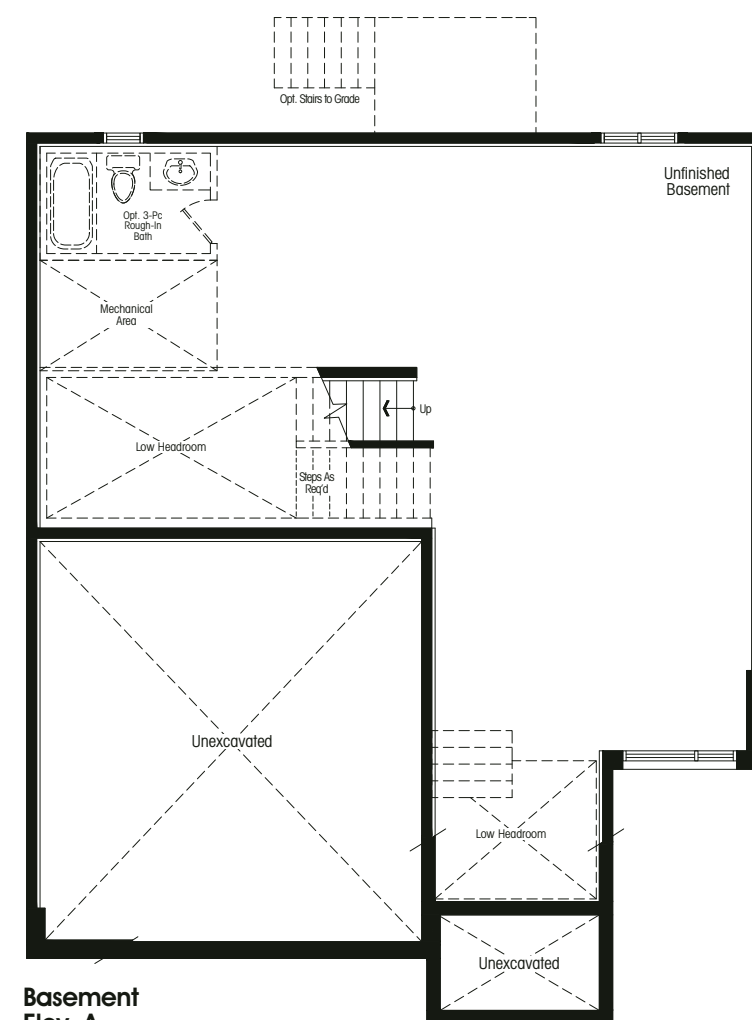 Opt. Stairs to Grade
Unfinished
Basement
Opt. 3-Pc
Rough-In
Bath
Mechanical
Area
Up
Low Headroom
Steps As
Req'd
Unexcavated
Low Headroom
Unexcavated
Basement
Elev. A